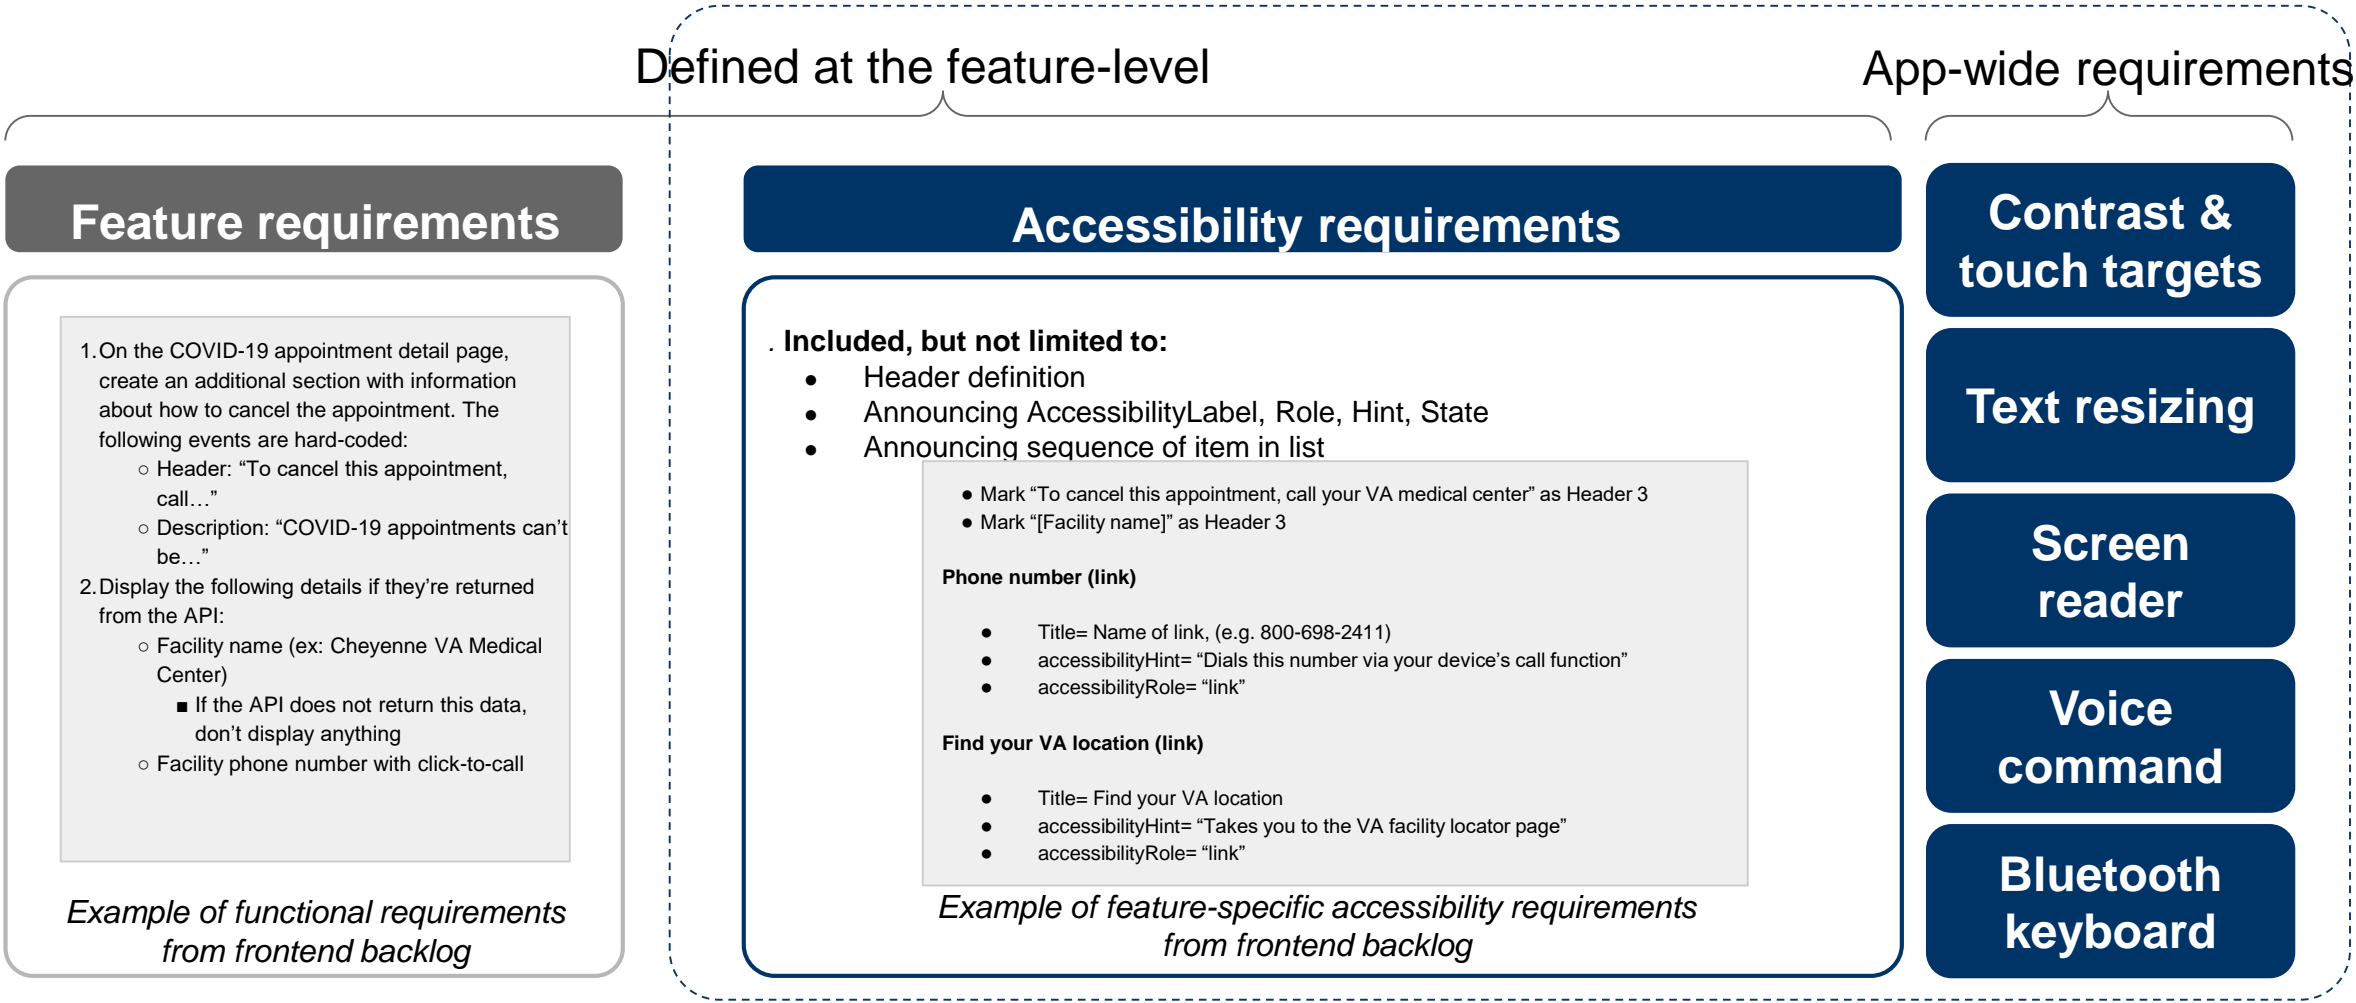 Defined at the feature-level
App-wide requirements
Feature requirements
1. On the COVID-19 appointment detail page,
create an additional section with information
about how to cancel the appointment. The
following events are hard-coded:
○ Header: “To cancel this appointment,
call…”
○ Description: “COVID-19 appointments can’t
be…”
2. Display the following details if they’re returned
from the API:
○ Facility name (ex: Cheyenne VA Medical
Center)
■ If the API does not return this data,
don’t display anything
○ Facility phone number with click-to-call
Example of functional requirements
from frontend backlog
Accessibility requirements
. Included, but not limited to:
● Header definition
● Announcing AccessibilityLabel, Role, Hint, State
● Announcing sequence of item in list
● Mark “To cancel this appointment, call your VA medical center” as Header 3
● Mark “[Facility name]” as Header 3
Phone number (link)
● Title= Name of link, (e.g. 800-698-2411)
● accessibilityHint= “Dials this number via your device’s call function”
● accessibilityRole= “link”
Find your VA location (link)
● Title= Find your VA location
● accessibilityHint= “Takes you to the VA facility locator page”
● accessibilityRole= “link”
Example of feature-specific accessibility requirements
from frontend backlog
Contrast &
touch targets
Text resizing
Screen
reader
Voice
command
Bluetooth
keyboard